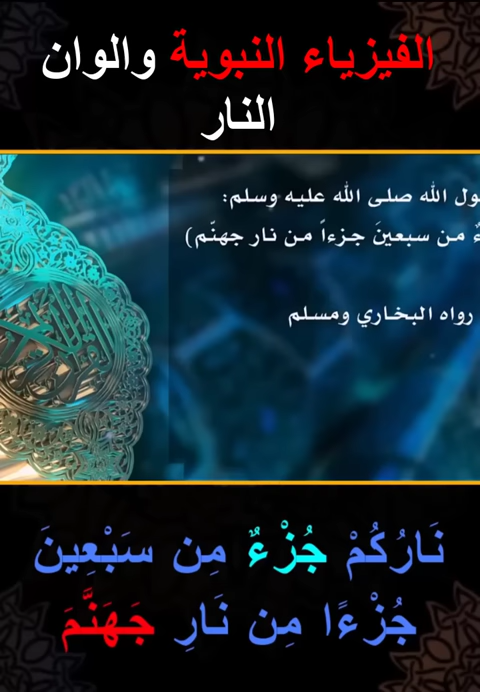 الفيزياء النبوية والوان
النار
ول الله صلى الله عليه وسلم:
ءٌ من سبعينَ جزءاً من نار جهنّم)
رواه البخاري ومسلم
نَارُكُمْ جُزْءٌ مِن سَبْعِينَ
جُزْءًا مِن نَارِ جَهَنَّمَ